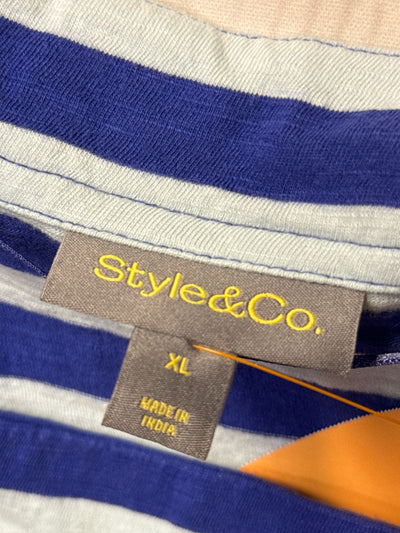 Style&Co.
XL
MADE IN
INDIA